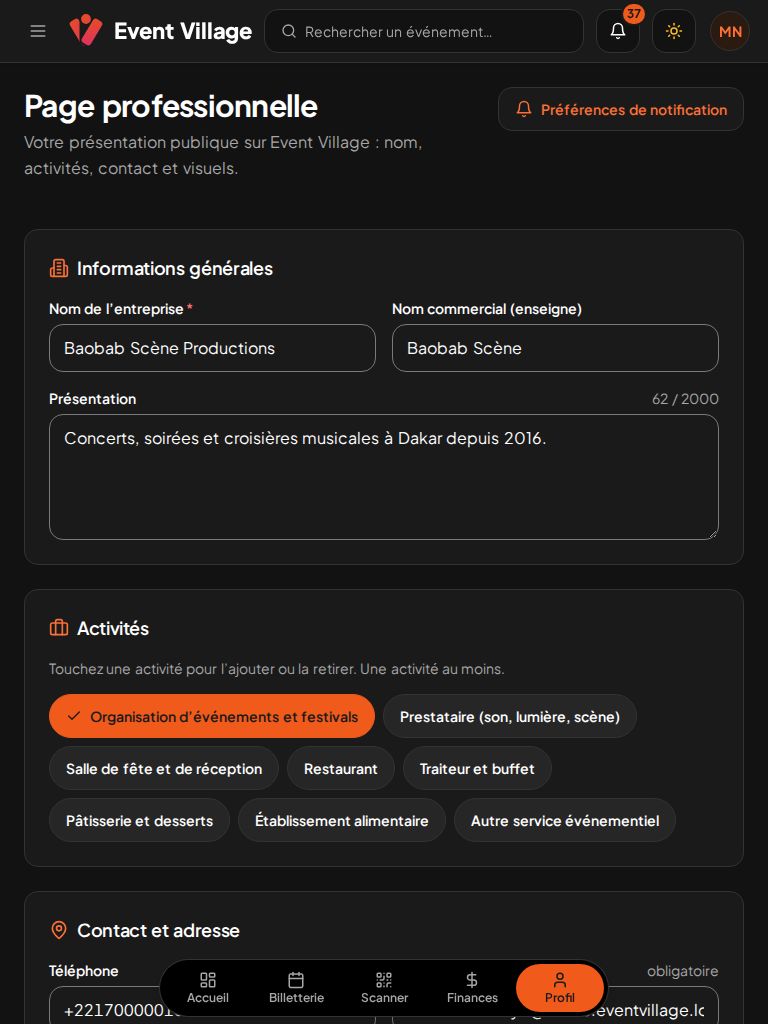 Event Village
Rechercher un événement...
37
MN
Page professionnelle
Préférences de notification
Votre présentation publique sur Event Village : nom,
activités, contact et visuels.
Informations générales
Nom de l'entreprise *
Nom commercial (enseigne)
Baobab Scène Productions
Baobab Scène
Présentation
62 / 2000
Concerts, soirées et croisières musicales à Dakar depuis 2016.
Activités
Touchez une activité pour l'ajouter ou la retirer. Une activité au moins.
Organisation d'événements et festivals
Prestataire (son, lumière, scène)
Salle de fête et de réception
Restaurant
Traiteur et buffet
Pâtisserie et desserts
Établissement alimentaire
Autre service événementiel
Contact et adresse
Téléphone
obligatoire
Accueil
Billetterie
Scanner
Finances
Profil